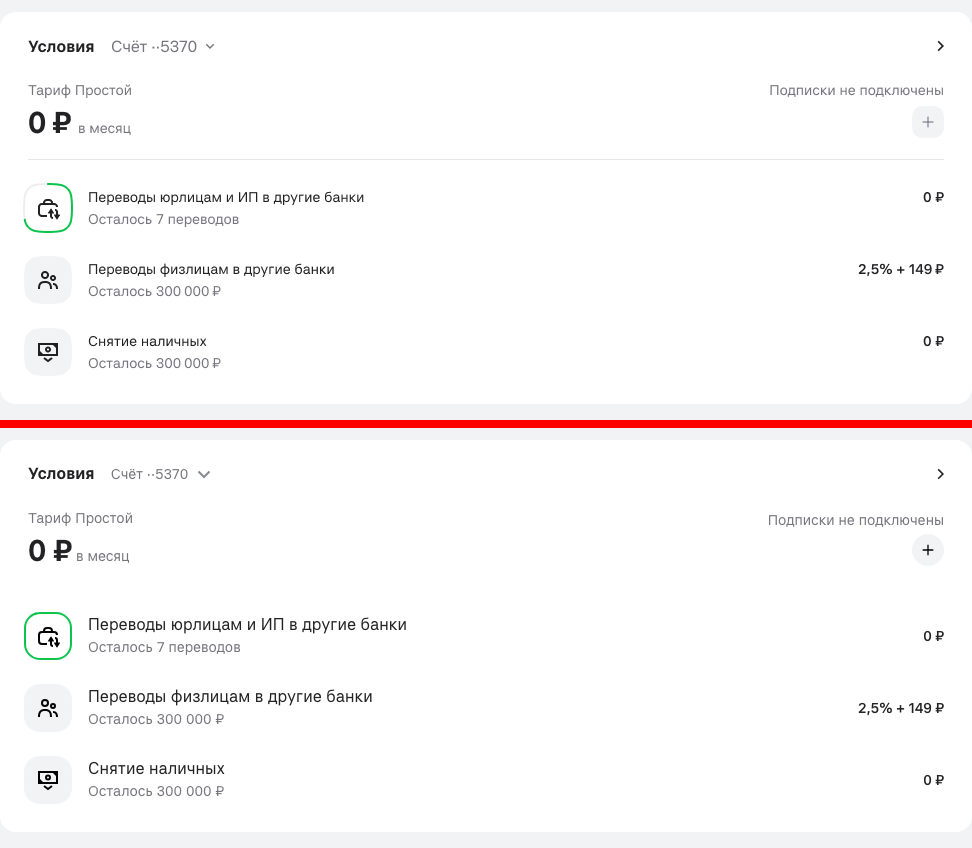 Условия Счёт ··5370
Тариф Простой Подписки не подключены
0 ₽ в месяц
Переводы юрлицам и ИП в другие банки 0 ₽
Осталось 7 переводов
Переводы физлицам в другие банки 2,5% + 149 ₽
Осталось 300 000 ₽
Снятие наличных 0 ₽
Осталось 300 000 ₽
Условия Счёт ··5370
Тариф Простой Подписки не подключены
0 ₽ в месяц
Переводы юрлицам и ИП в другие банки
Осталось 7 переводов 0 ₽
Переводы физлицам в другие банки
Осталось 300 000 ₽ 2,5% + 149 ₽
Снятие наличных
Осталось 300 000 ₽ 0 ₽